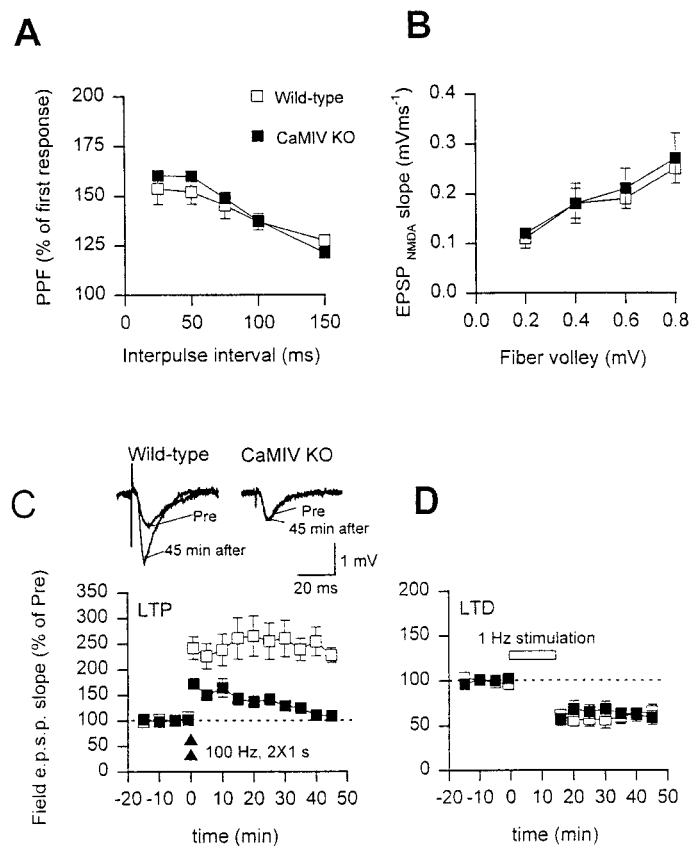 A
PPF (% of first response)
200
175
150
125
100
0 50 100 150
Interpulse interval (ms)
Wild-type
CaMIV KO
B
EPSP NMDA slope (mVms-1)
0.4
0.3
0.2
0.1
0.0
0.0 0.2 0.4 0.6 0.8
Fiber volley (mV)
C
Wild-type CaMIV KO
Pre
45 min after
Pre
45 min after
1 mV
20 ms
Field e.p.s.p. slope (% of Pre)
LTP
350
300
250
200
150
100
50
0
100 Hz, 2X1 s
-20 -10 0 10 20 30 40 50
time (min)
D
LTD
1 Hz stimulation
200
150
100
50
0
-20 -10 0 10 20 30 40 50
time (min)